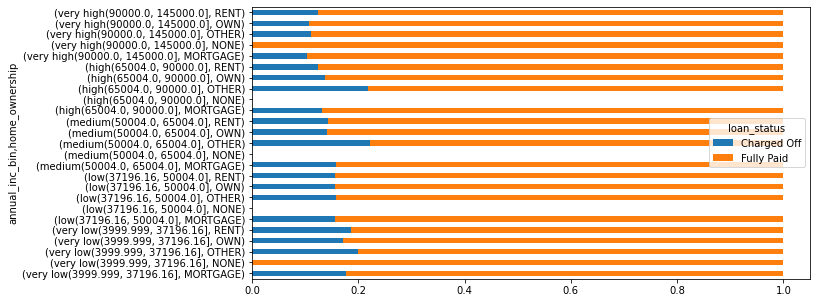 (very high(90000.0, 145000.0], RENT)
(very high(90000.0, 145000.0], OWN)
(very high(90000.0, 145000.0], OTHER)
(very high(90000.0, 145000.0], NONE)
(very high(90000.0, 145000.0], MORTGAGE)
(high(65004.0, 90000.0], RENT)
(high(65004.0, 90000.0], OWN)
(high(65004.0, 90000.0], OTHER)
(high(65004.0, 90000.0], NONE)
(high(65004.0, 90000.0], MORTGAGE)
(medium(50004.0, 65004.0], RENT)
(medium(50004.0, 65004.0], OWN)
(medium(50004.0, 65004.0], OTHER)
(medium(50004.0, 65004.0], NONE)
(medium(50004.0, 65004.0], MORTGAGE)
(low(37196.16, 50004.0], RENT)
(low(37196.16, 50004.0], OWN)
(low(37196.16, 50004.0], OTHER)
(low(37196.16, 50004.0], NONE)
(low(37196.16, 50004.0], MORTGAGE)
(very low(3999.999, 37196.16], RENT)
(very low(3999.999, 37196.16], OWN)
(very low(3999.999, 37196.16], OTHER)
(very low(3999.999, 37196.16], NONE)
(very low(3999.999, 37196.16], MORTGAGE)
annual_inc_bin,home_ownership
loan_status
Charged Off
Fully Paid
0.0 0.2 0.4 0.6 0.8 1.0